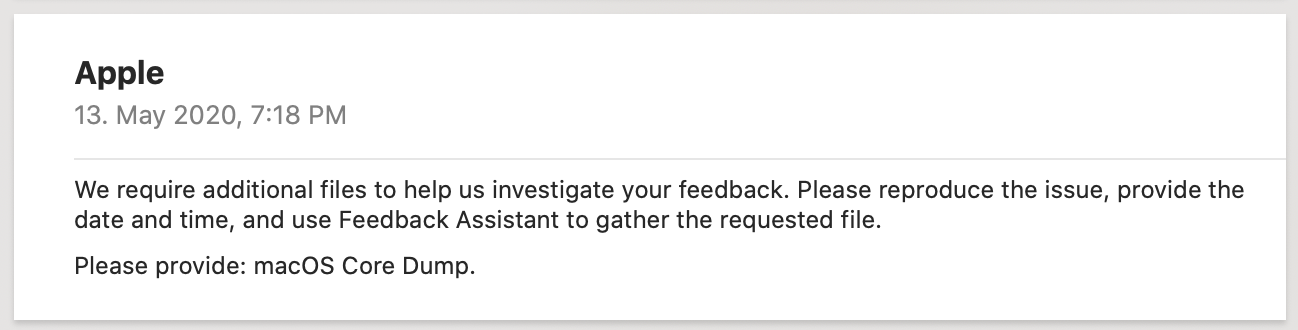 Apple
13. May 2020, 7:18 PM
We require additional files to help us investigate your feedback. Please reproduce the issue, provide the
date and time, and use Feedback Assistant to gather the requested file.
Please provide: macOS Core Dump.